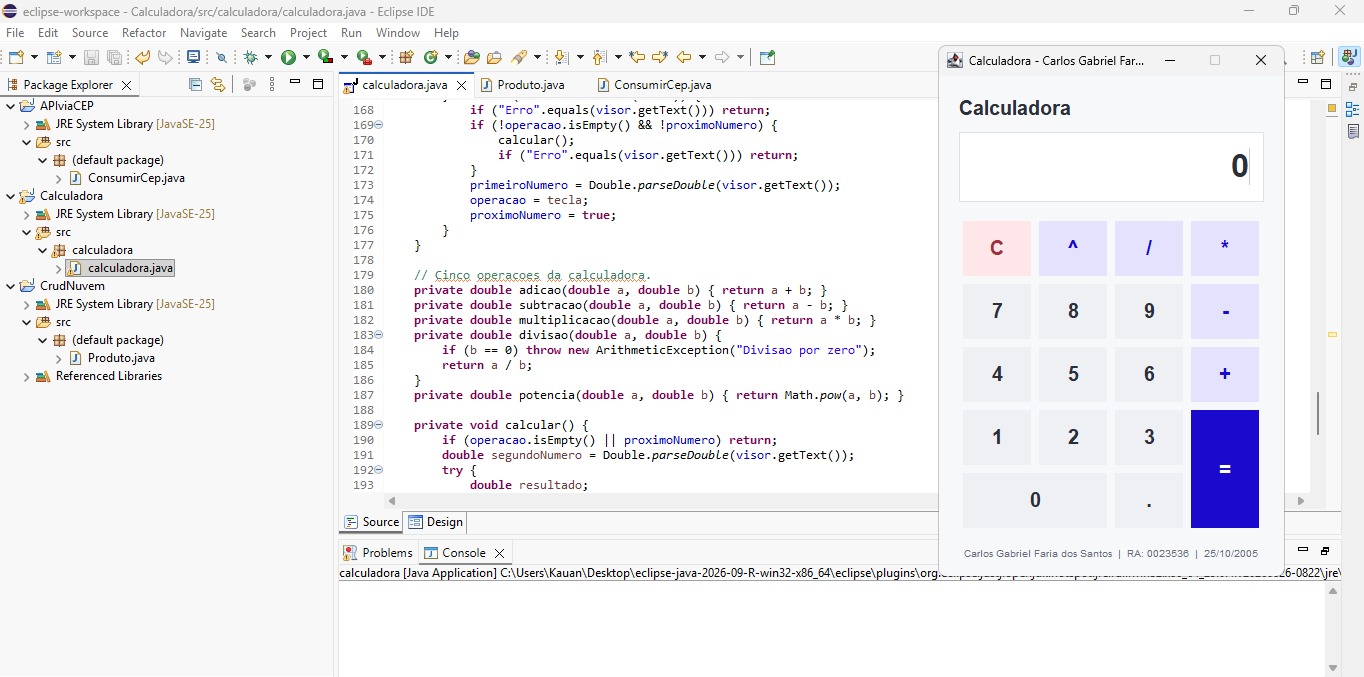 eclipse-workspace - Calculadora/src/calculadora/calculadora.java - Eclipse IDE
File Edit Source Refactor Navigate Search Project Run Window Help
Package Explorer
APIviaCEP
JRE System Library [JavaSE-25]
src
(default package)
ConsumirCep.java
Calculadora
JRE System Library [JavaSE-25]
src
calculadora
calculadora.java
CrudNuvem
JRE System Library [JavaSE-25]
src
(default package)
Produto.java
Referenced Libraries
calculadora.java Produto.java ConsumirCep.java
168 if ("Erro".equals(visor.getText())) return;
169 if (!operacao.isEmpty() && !proximoNumero) {
170 calcular();
171 if ("Erro".equals(visor.getText())) return;
172 }
173 primeiroNumero = Double.parseDouble(visor.getText());
174 operacao = tecla;
175 proximoNumero = true;
176 }
177 }
178
179 // Cinco operacoes da calculadora.
180 private double adicao(double a, double b) { return a + b; }
181 private double subtracao(double a, double b) { return a - b; }
182 private double multiplicacao(double a, double b) { return a * b; }
183 private double divisao(double a, double b) {
184 if (b == 0) throw new ArithmeticException("Divisao por zero");
185 return a / b;
186 }
187 private double potencia(double a, double b) { return Math.pow(a, b); }
188
189 private void calcular() {
190 if (operacao.isEmpty() || proximoNumero) return;
191 double segundoNumero = Double.parseDouble(visor.getText());
192 try {
193 double resultado;
Source Design
Problems Console
calculadora [Java Application] C:\Users\Kauan\Desktop\eclipse-java-2026-09-R-win32-x86_64\eclipse\plugins\org.
Calculadora - Carlos Gabriel Far...
Calculadora
0
C ^ / *
7 8 9 -
4 5 6 +
1 2 3 =
0 .
Carlos Gabriel Faria dos Santos | RA: 0023536 | 25/10/2005